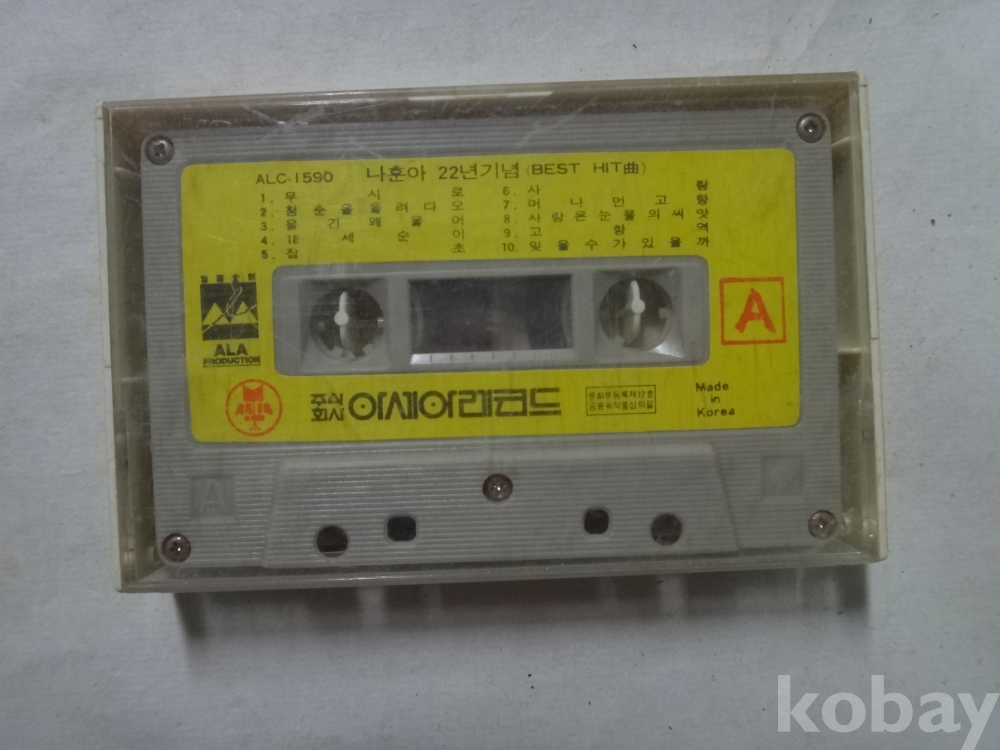 ALC-1590 나훈아 22년기념 (BEST HIT曲)
1. 무시로
2. 청춘을돌려다오
3. 울긴왜울어
4. 18세순이
5. 잡초
6. 사랑
7. 머나먼고향
8. 사랑은눈물의씨앗
9. 고향역
10. 잊을수가있을까
ALA
PRODUCTION
A
주식회사 아세아레코드
Made
in
Korea
A
kobay